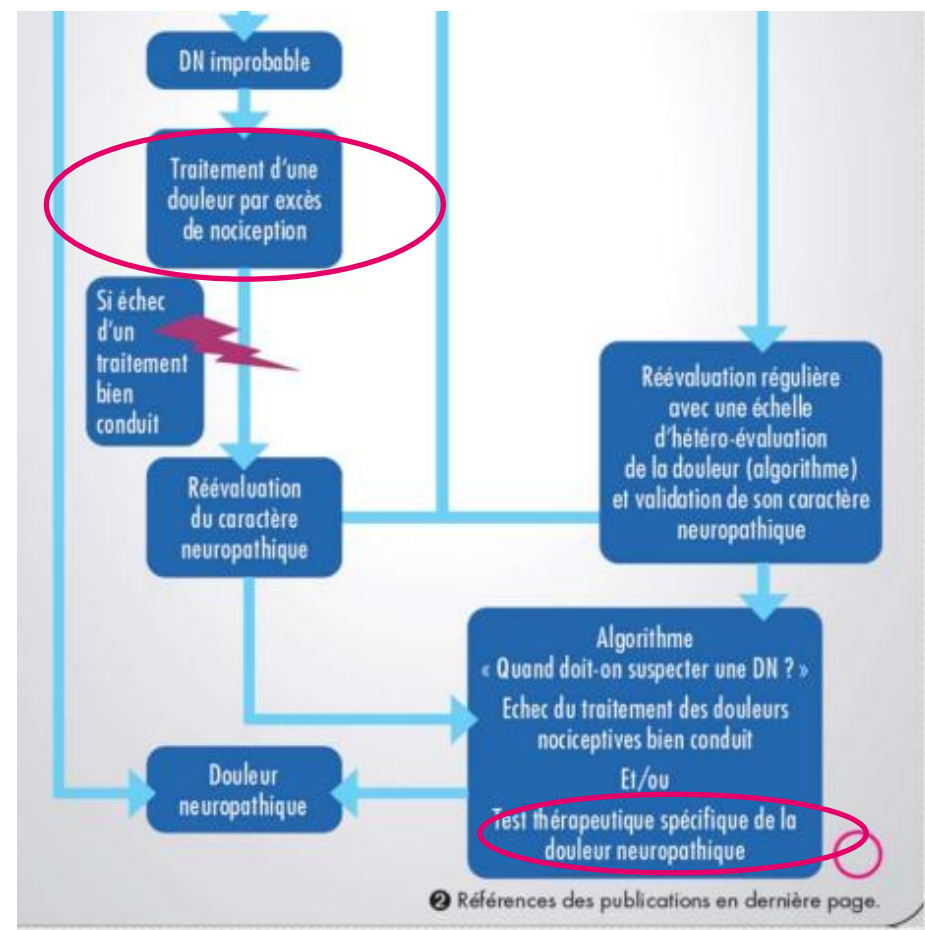 DN improbable
Traitement d'une
douleur par excès
de nociception
Si échec
d'un
traitement
bien
conduit
Réévaluation
du caractère
neuropathique
Réévaluation régulière
avec une échelle
d'hétéro-évaluation
de la douleur (algorithme)
et validation de son caractère
neuropathique
Algorithme
« Quand doit-on suspecter une DN ? »
Echec du traitement des douleurs
nociceptives bien conduit
Et/ou
Test thérapeutique spécifique de la
douleur neuropathique
Douleur
neuropathique
❷ Références des publications en dernière page.